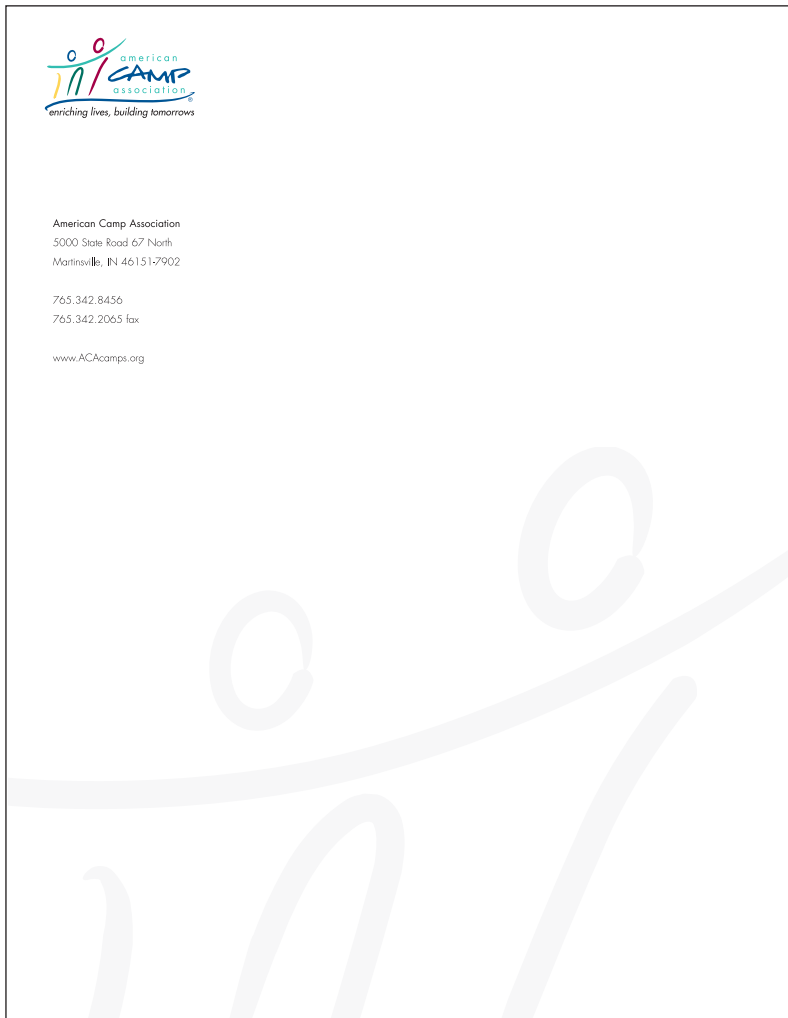 american
CAMP
association®
enriching lives, building tomorrows
American Camp Association
5000 State Road 67 North
Martinsville, IN 46151-7902
765.342.8456
765.342.2065 fax
www.ACAcamps.org